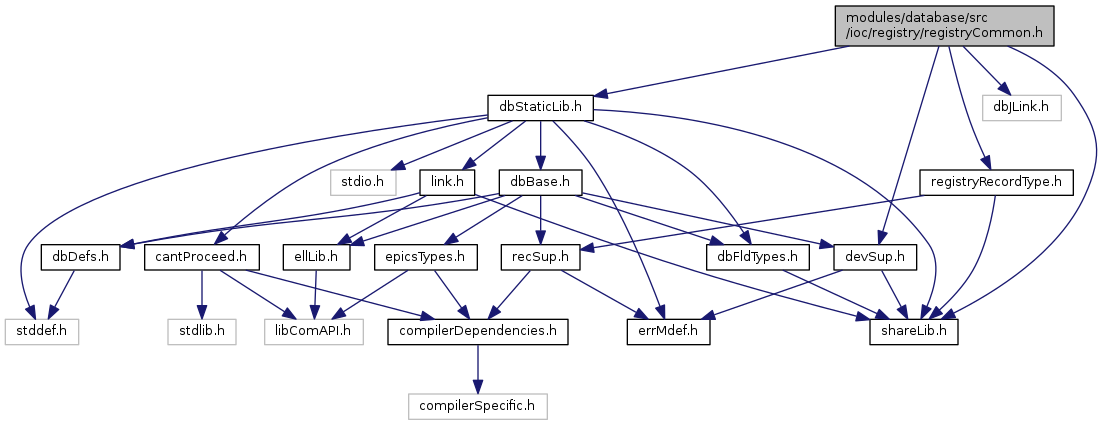 modules/database/src
/ioc/registry/registryCommon.h
dbStaticLib.h
dbJLink.h
stdio.h
link.h
dbBase.h
registryRecordType.h
dbDefs.h
cantProceed.h
ellLib.h
epicsTypes.h
recSup.h
dbFldTypes.h
devSup.h
stddef.h
stdlib.h
libComAPI.h
compilerDependencies.h
errMdef.h
shareLib.h
compilerSpecific.h